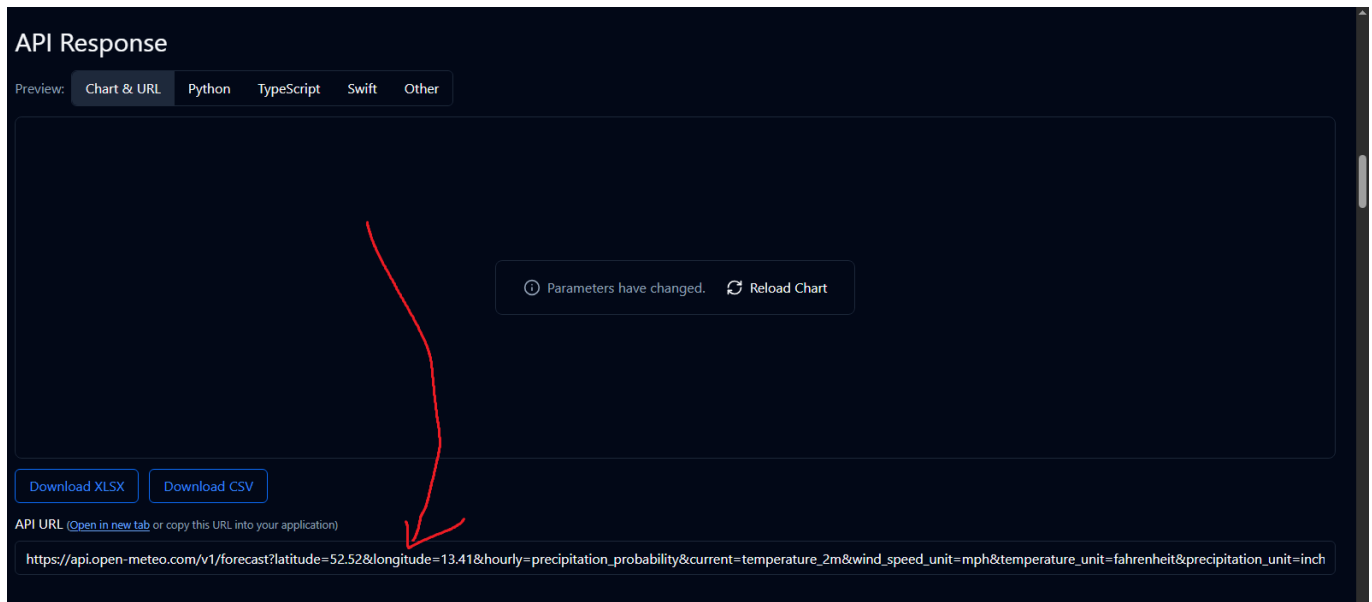 API Response
Preview: Chart & URL Python TypeScript Swift Other
Parameters have changed. Reload Chart
Download XLSX Download CSV
API URL (Open in new tab or copy this URL into your application)
https://api.open-meteo.com/v1/forecast?latitude=52.52&longitude=13.41&hourly=precipitation_probability&current=temperature_2m&wind_speed_unit=mph&temperature_unit=fahrenheit&precipitation_unit=inch